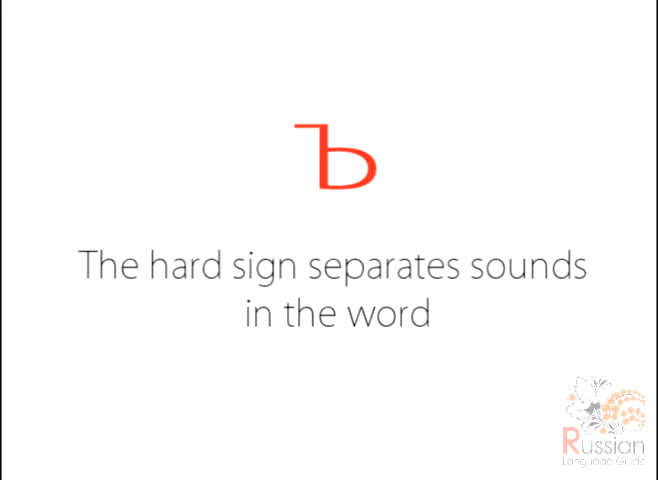 Ъ
The hard sign separates sounds
in the word
Russian
Language Guide